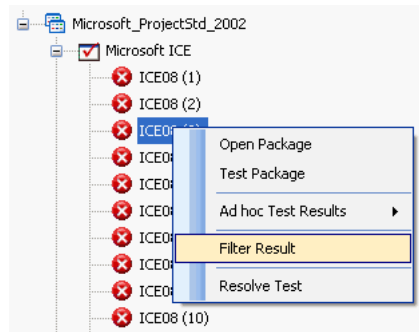 Microsoft_ProjectStd_2002
Microsoft ICE
ICE08 (1)
ICE08 (2)
Open Package
Test Package
Ad hoc Test Results
Filter Result
Resolve Test
ICE08 (10)